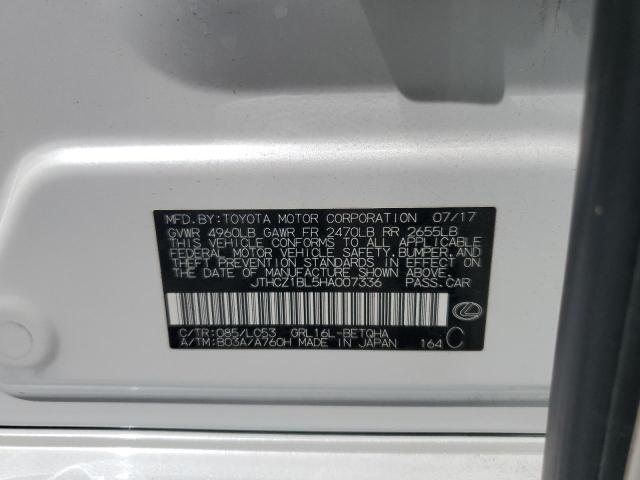 MFD.BY:TOYOTA MOTOR CORPORATION 07/17
GVWR 4960LB GAWR FR 2470LB RR 2655LB
THIS VEHICLE CONFORMS TO ALL APPLICABLE
FEDERAL MOTOR VEHICLE SAFETY,BUMPER,AND
THEFT PREVENTION STANDARDS IN EFFECT ON
THE DATE OF MANUFACTURE SHOWN ABOVE.
JTHCZ1BL5HA007336 PASS.CAR
C/TR:085/LC53 GRL16L-BETQHA
A/TM:B03A/A760H MADE IN JAPAN 164 C